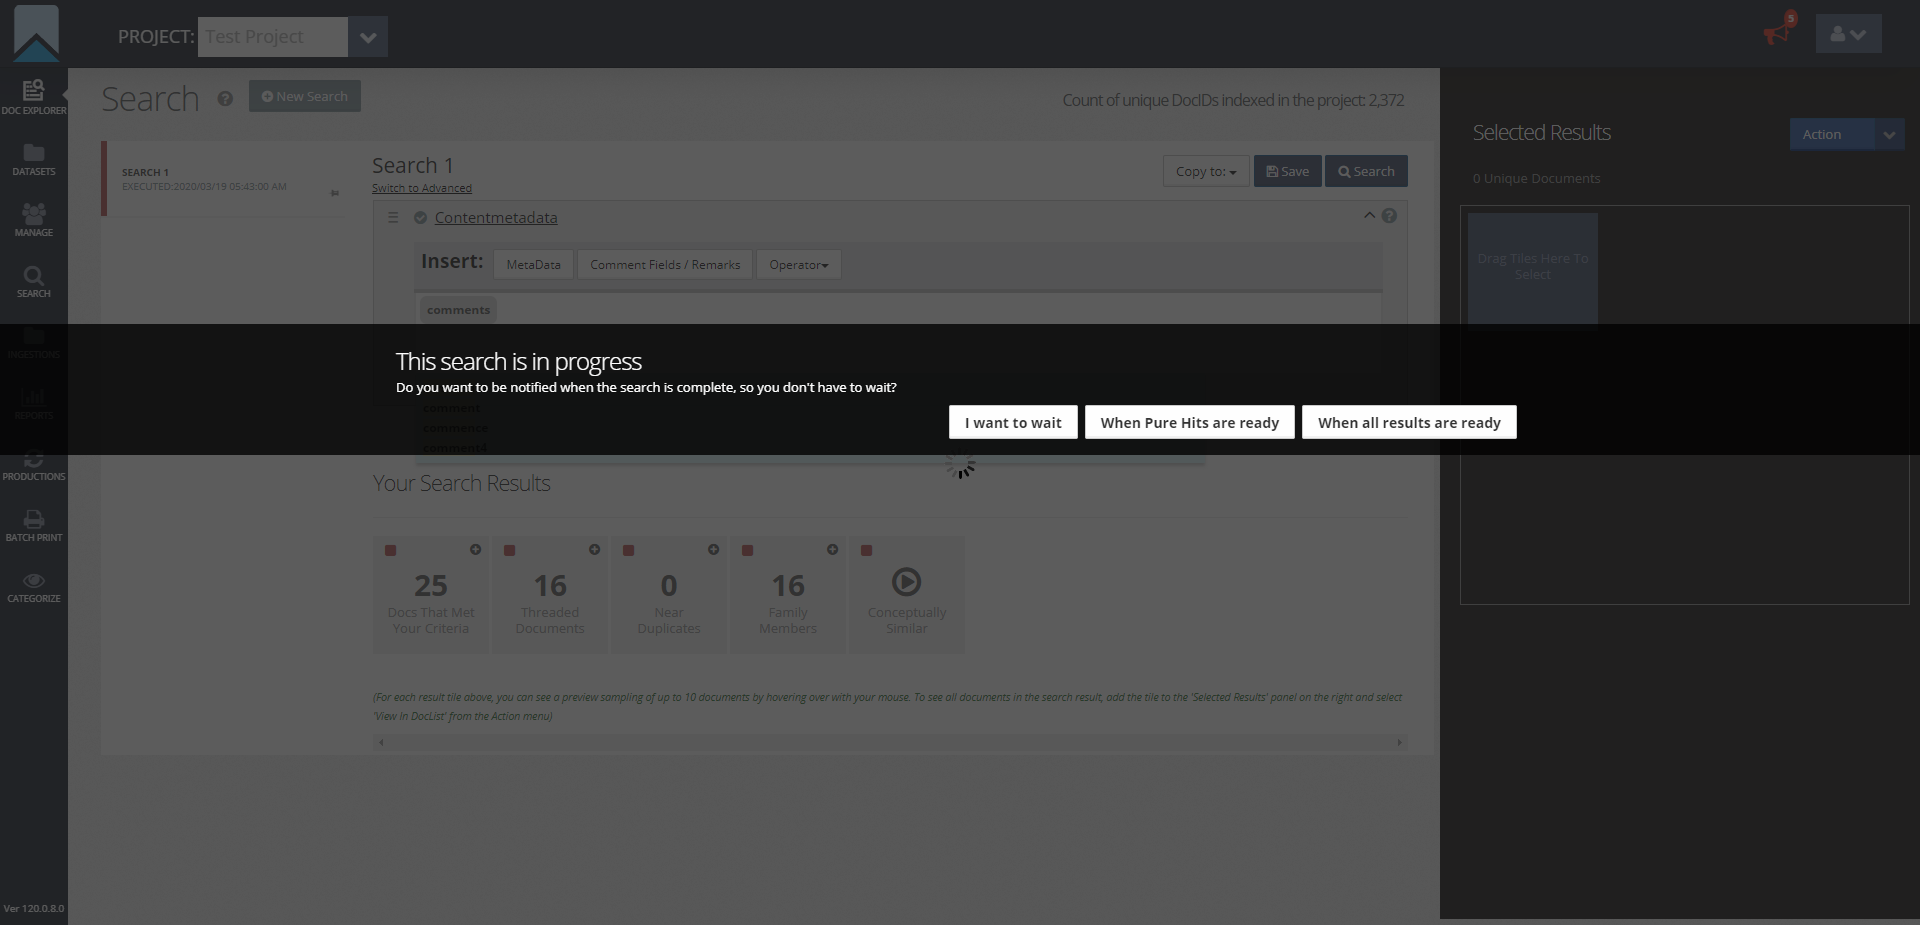 PROJECT: Test Project
5
DOC EXPLORER
DATASETS
MANAGE
SEARCH
INGESTIONS
REPORTS
PRODUCTIONS
BATCH PRINT
CATEGORIZE
Ver 120.0.8.0
Search
New Search
Count of unique DocIDs indexed in the project: 2,372
SEARCH 1
EXECUTED:2020/03/19 05:43:00 AM
Search 1
Switch to Advanced
Copy to:
Save
Search
Contentmetadata
Insert:
MetaData
Comment Fields / Remarks
Operator
comments
This search is in progress
Do you want to be notified when the search is complete, so you don't have to wait?
I want to wait
When Pure Hits are ready
When all results are ready
comment
commence
comment4
Your Search Results
25
Docs That Met
Your Criteria
16
Threaded
Documents
0
Near
Duplicates
16
Family
Members
Conceptually
Similar
(For each result tile above, you can see a preview sampling of up to 10 documents by hovering over with your mouse. To see all documents in the search result, add the tile to the 'Selected Results' panel on the right and select
'View In DocList' from the Action menu)
Selected Results
Action
0 Unique Documents
Drag Tiles Here To
Select